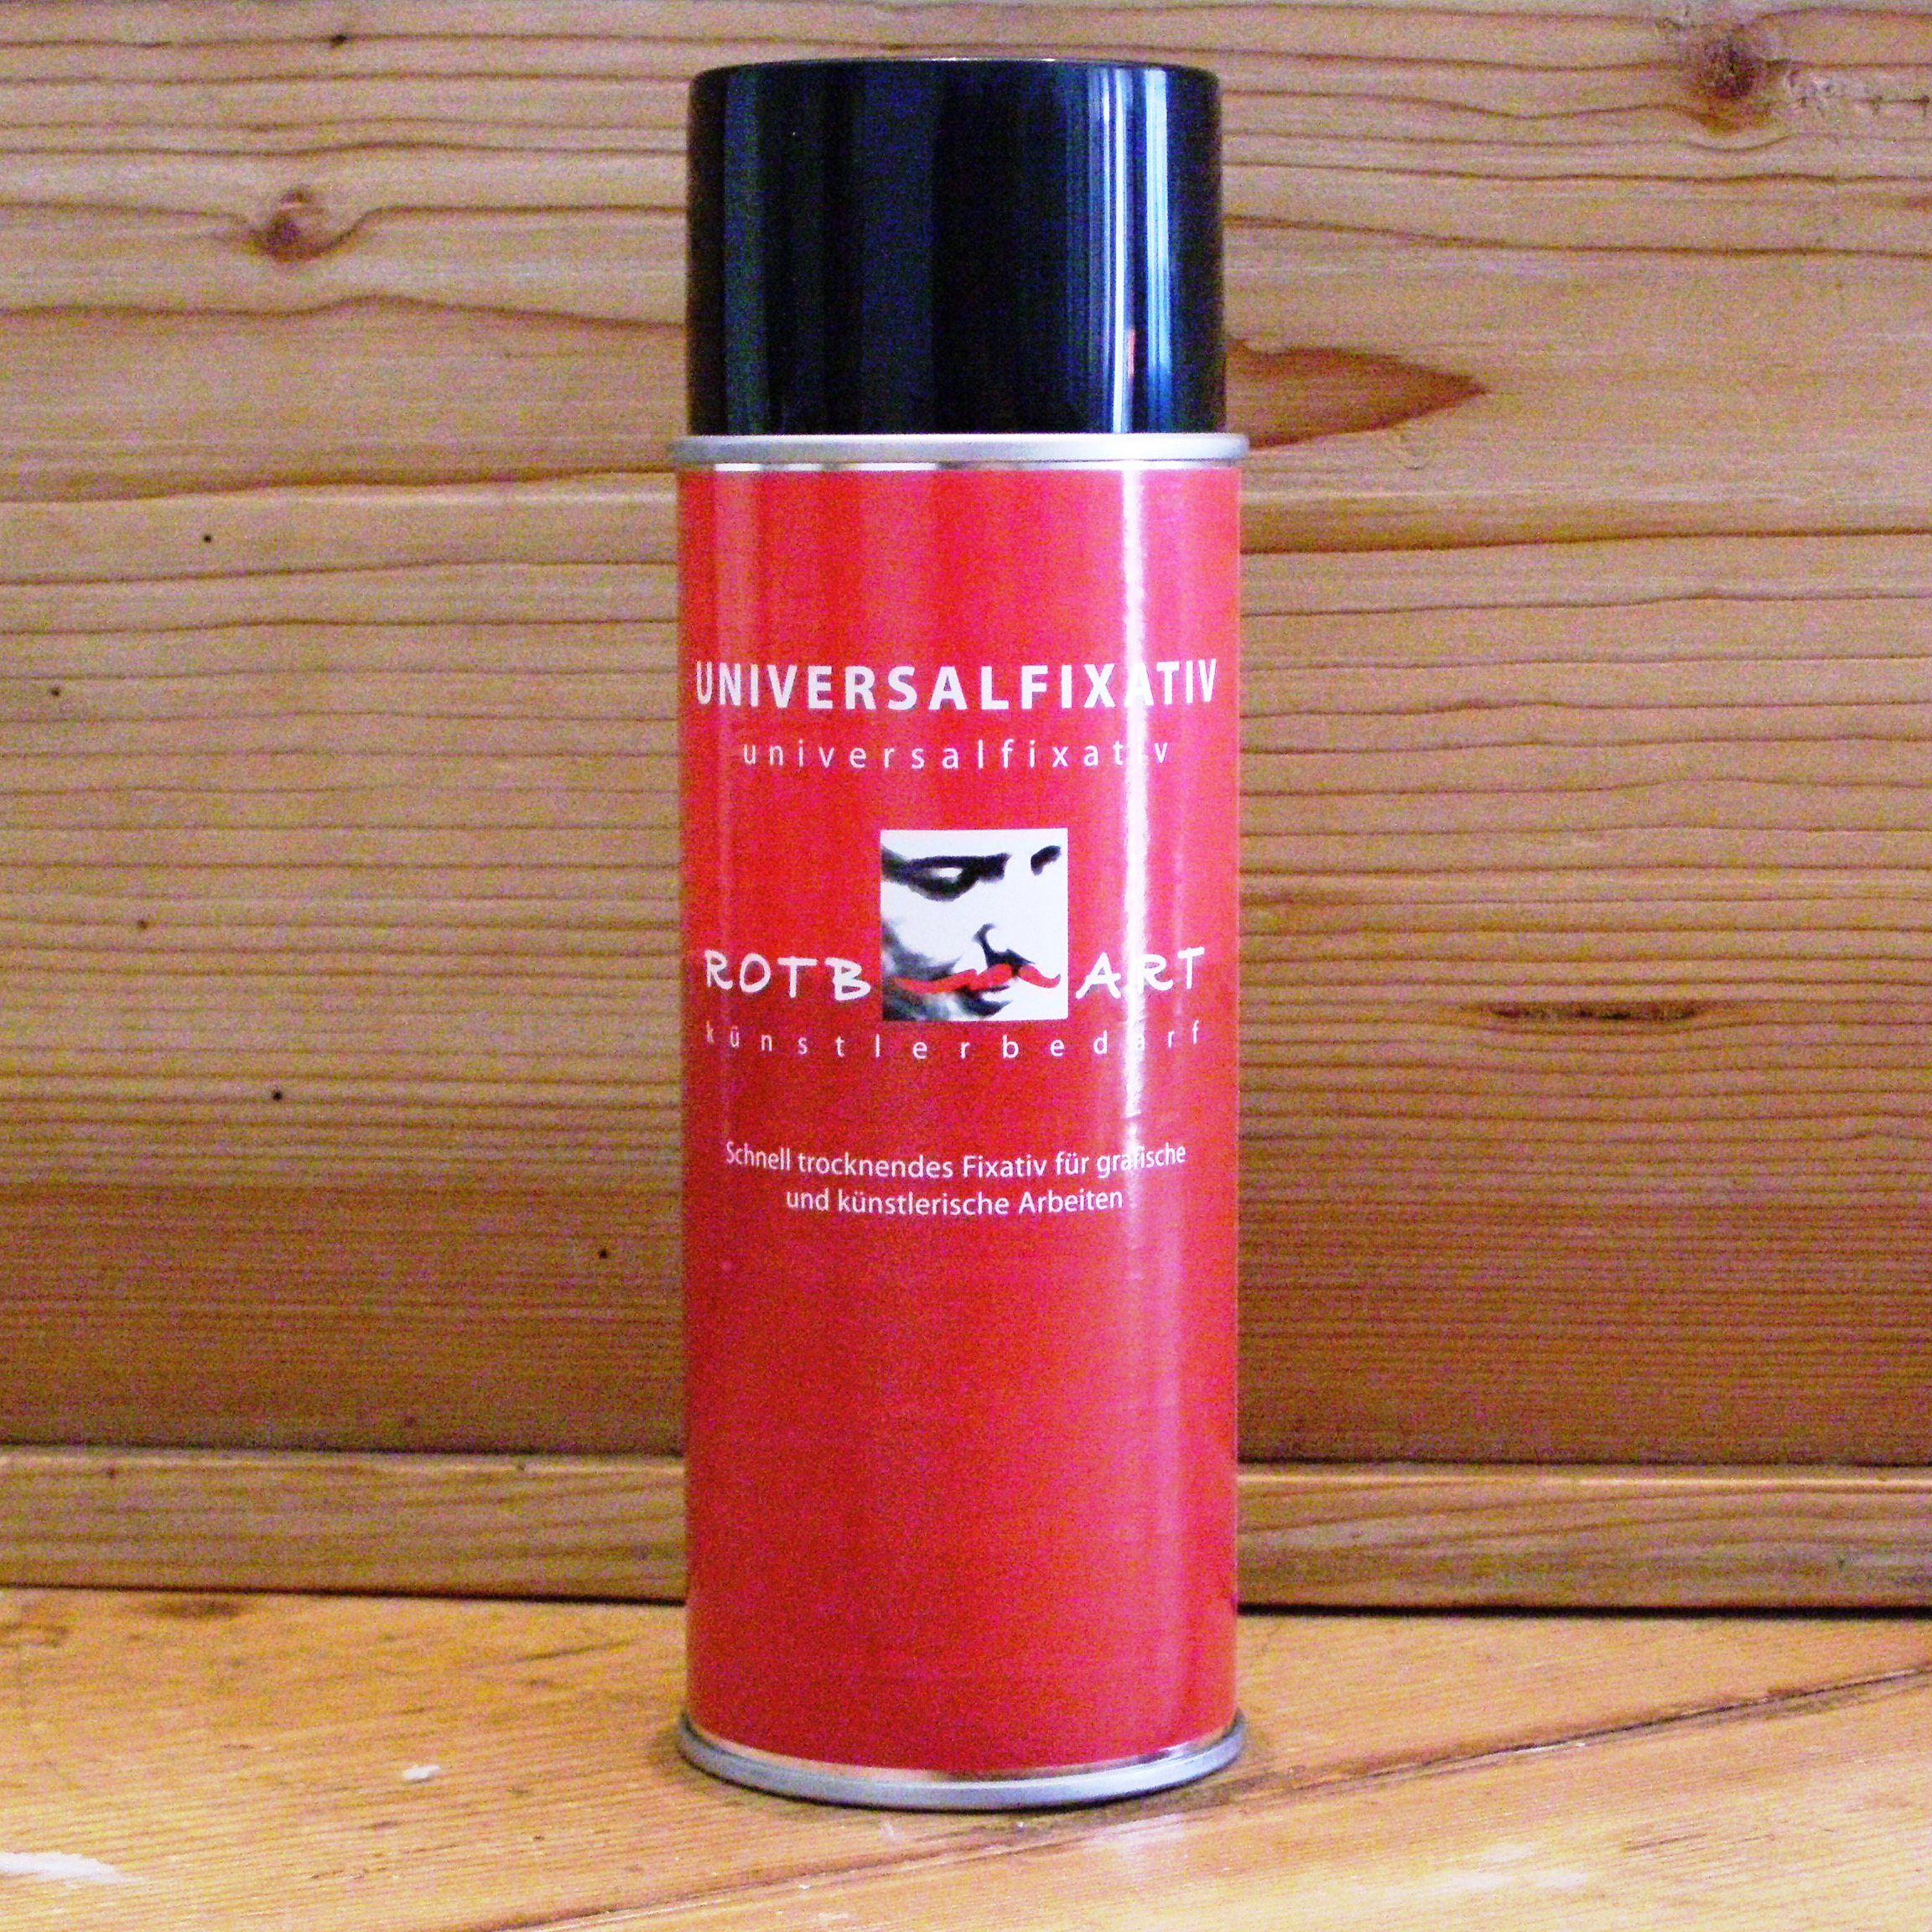 UNIVERSALFIXATIV
universalfixativ
ROTBART
künstlerbedarf
Schnell trocknendes Fixativ für grafische
und künstlerische Arbeiten